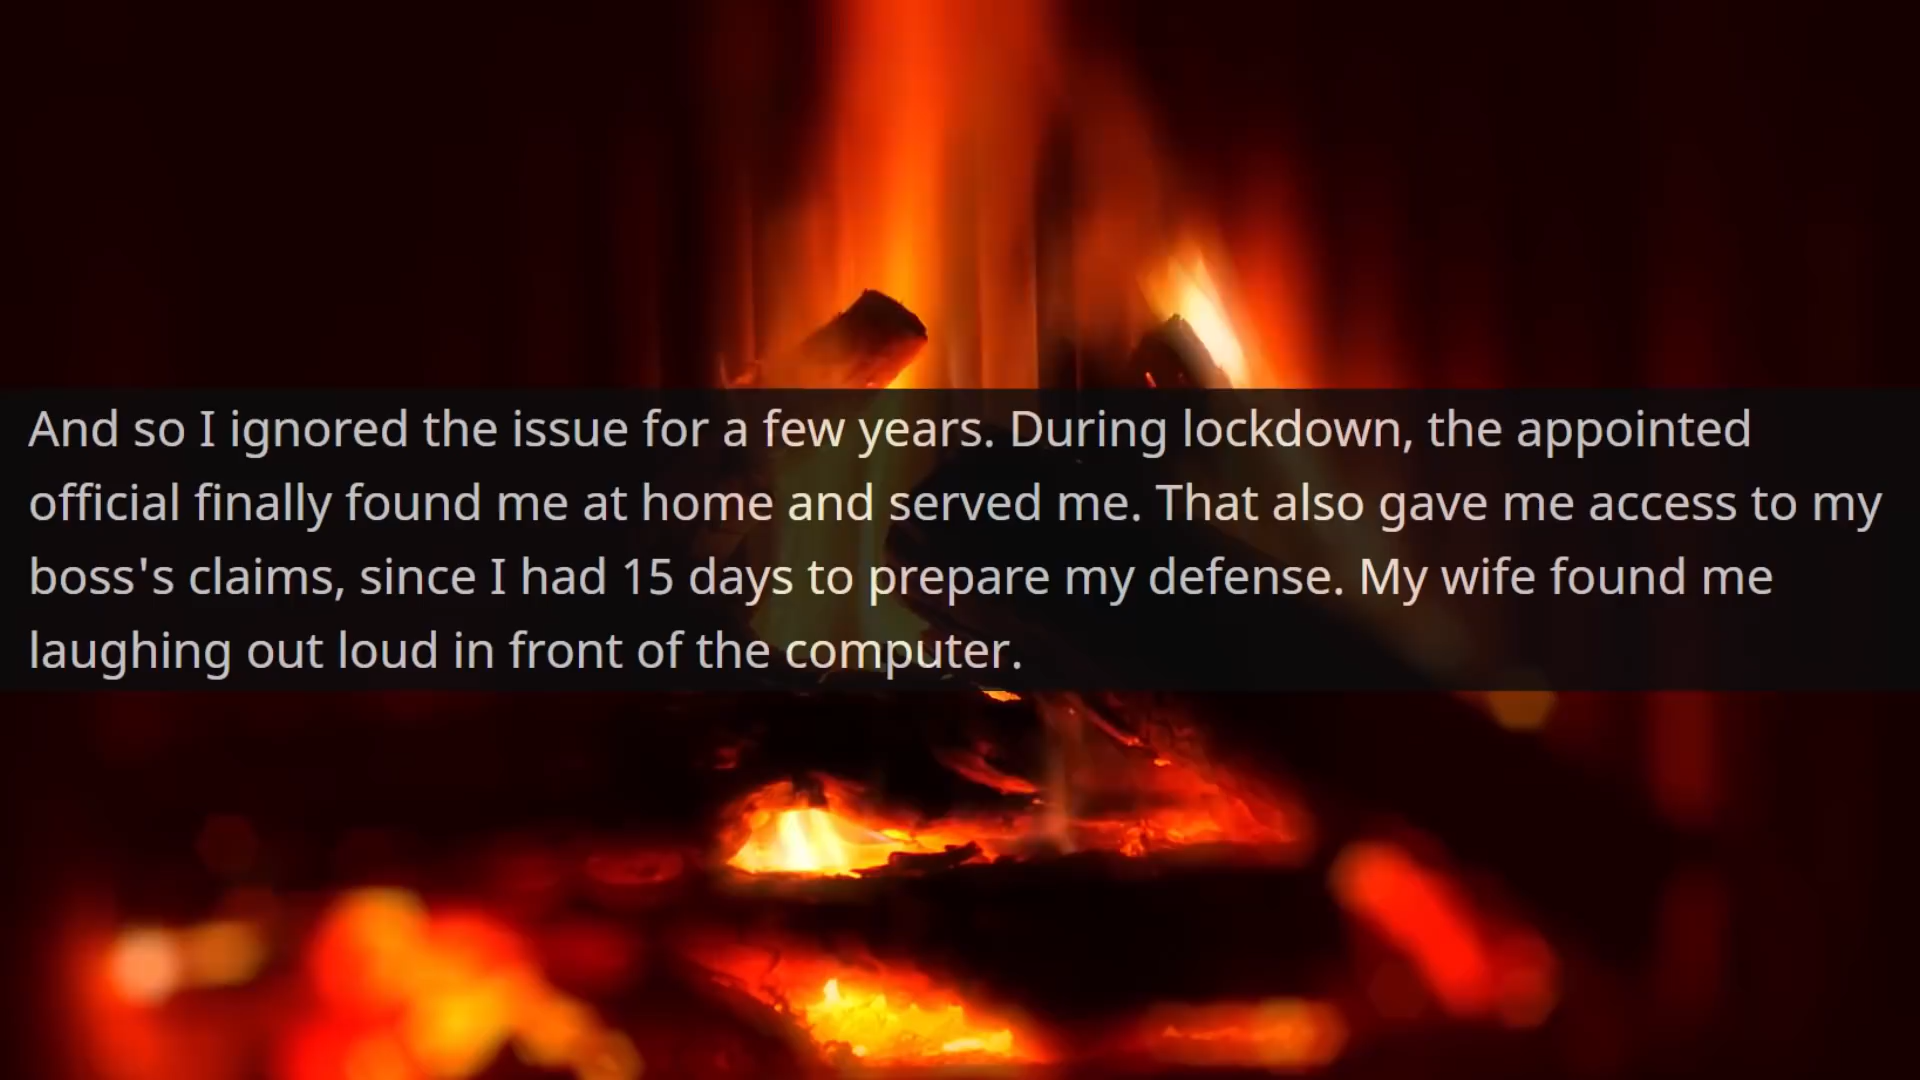 And so I ignored the issue for a few years. During lockdown, the appointed
official finally found me at home and served me. That also gave me access to my
boss's claims, since I had 15 days to prepare my defense. My wife found me
laughing out loud in front of the computer.